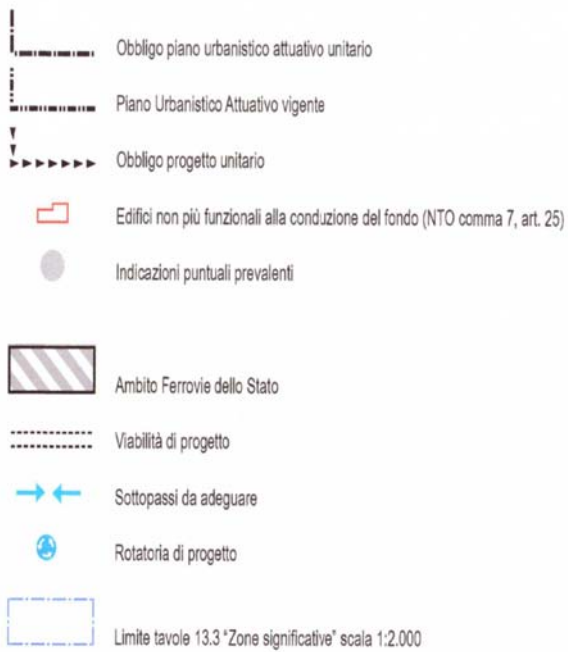 Obbligo piano urbanistico attuativo unitario
Piano Urbanistico Attuativo vigente
Obbligo progetto unitario
Edifici non più funzionali alla conduzione del fondo (NTO comma 7, art. 25)
Indicazioni puntuali prevalenti
Ambito Ferrovie dello Stato
Viabilità di progetto
Sottopassi da adeguare
Rotatoria di progetto
Limite tavole 13.3 "Zone significative" scala 1:2.000